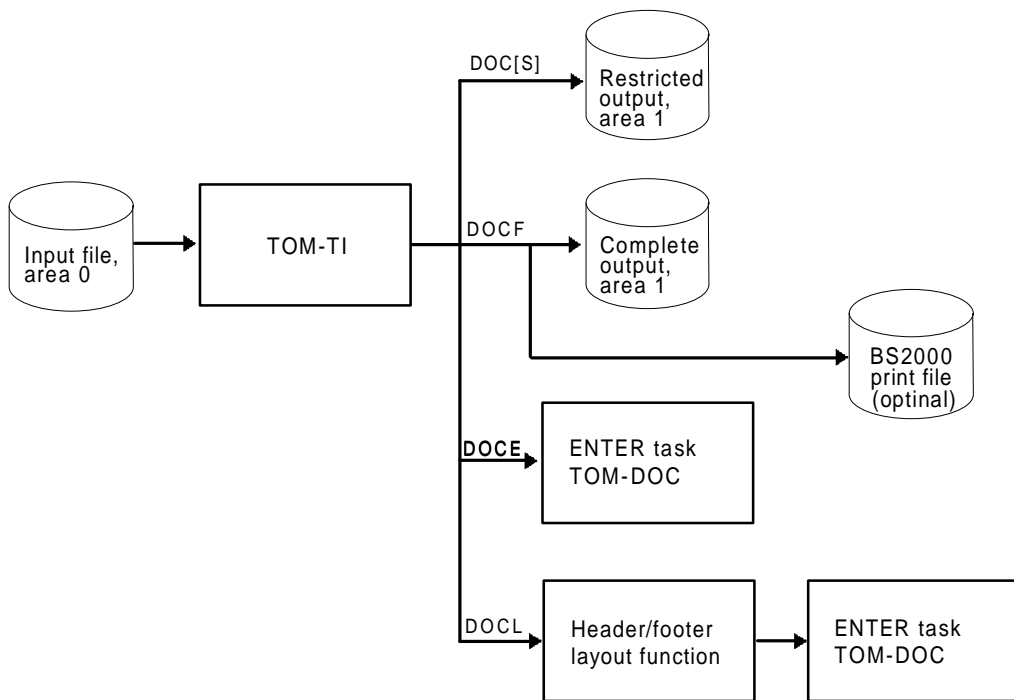 DOC[S]
Restricted
output,
area 1
Input file,
area 0
TOM-TI
DOCF
Complete
output,
area 1
BS2000
print file
(optinal)
DOCE
ENTER task
TOM-DOC
DOCL
Header/footer
layout function
ENTER task
TOM-DOC